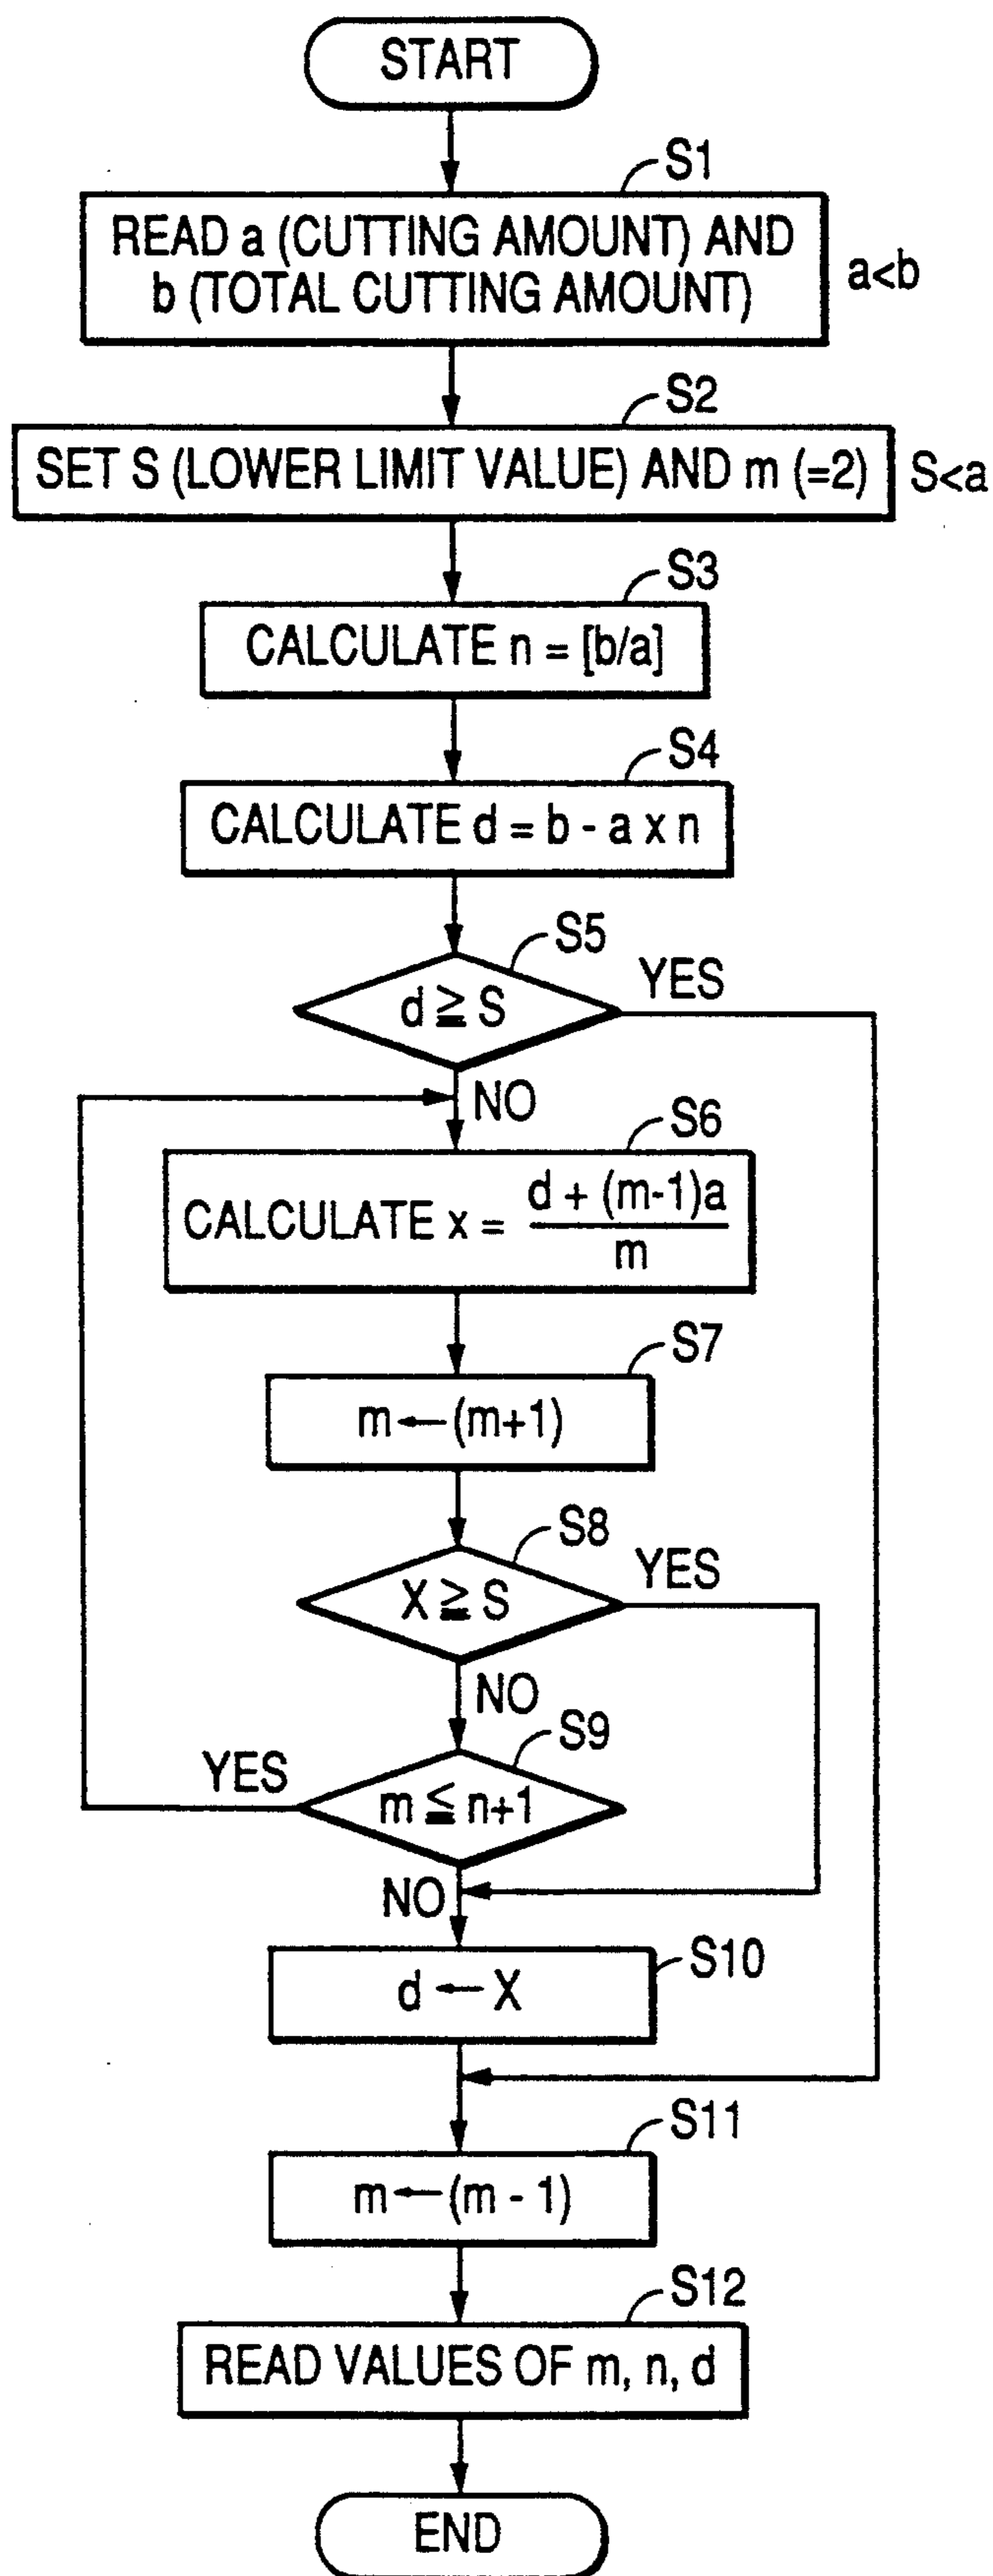 START
S1
READ a (CUTTING AMOUNT) AND
b (TOTAL CUTTING AMOUNT)
a<b
S2
SET S (LOWER LIMIT VALUE) AND m (=2)
S<a
S3
CALCULATE n = [b/a]
S4
CALCULATE d = b - a x n
S5
d ≧ S
YES
NO
S6
CALCULATE x = d + (m-1)a / m
S7
m ← (m+1)
S8
X ≧ S
YES
NO
S9
YES
m ≦ n+1
NO
S10
d ← X
S11
m ← (m - 1)
S12
READ VALUES OF m, n, d
END